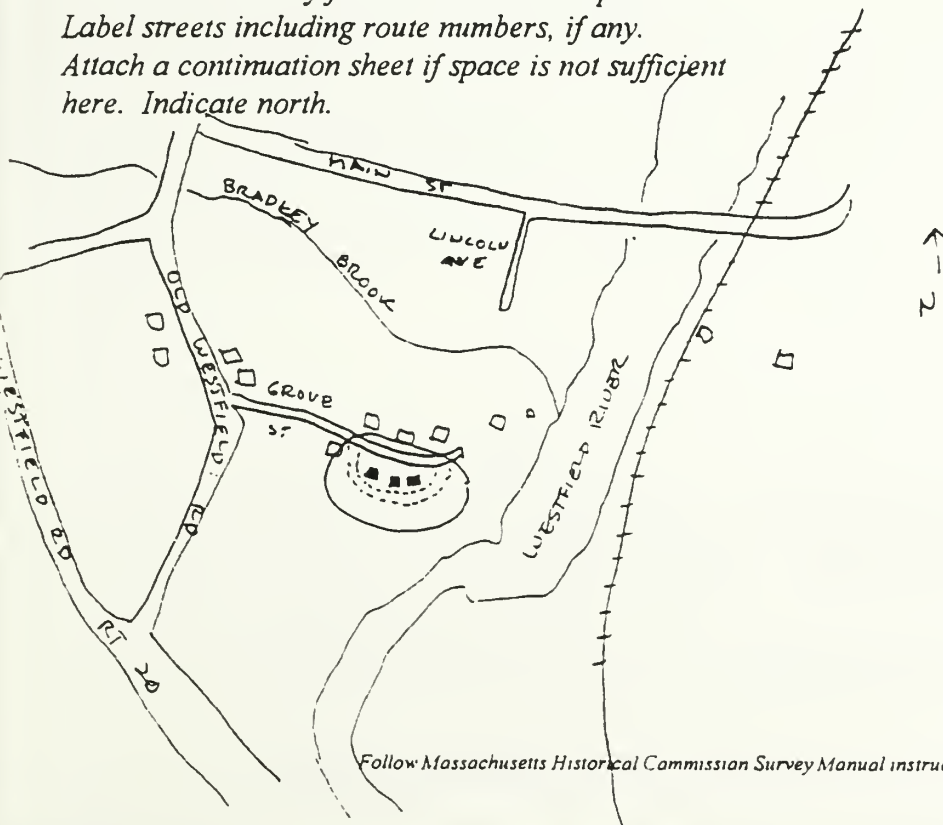 Label streets including route numbers, if any.
Attach a continuation sheet if space is not sufficient
here. Indicate north.
MAIN ST
BRADLEY
BROOK
LINCOLN
AVE
OLD WESTFIELD RD
GROVE
ST
WESTFIELD RD
WESTFIELD RIVER
RT 20
N
Follow Massachusetts Historical Commission Survey Manual instruc